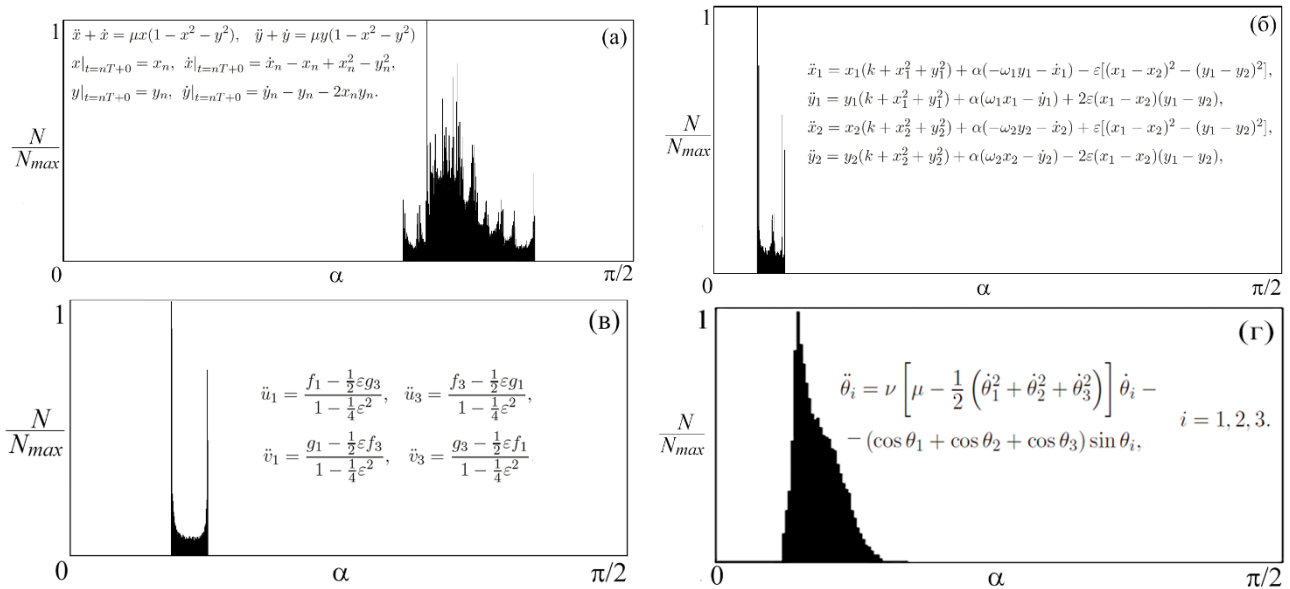 1
(а)
ẍ + ẋ = μx(1 − x² − y²), ÿ + ẏ = μy(1 − x² − y²)
x|ₜ₌ₙT₊₀ = xₙ, ẋ|ₜ₌ₙT₊₀ = ẋₙ − xₙ + xₙ² − yₙ²,
y|ₜ₌ₙT₊₀ = yₙ, ẏ|ₜ₌ₙT₊₀ = ẏₙ − yₙ − 2xₙyₙ.
N/Nmax
0 α π/2
1
(б)
ẍ₁ = x₁(k + x₁² + y₁²) + α(−ω₁y₁ − ẋ₁) − ε[(x₁ − x₂)² − (y₁ − y₂)²],
ÿ₁ = y₁(k + x₁² + y₁²) + α(ω₁x₁ − ẏ₁) + 2ε(x₁ − x₂)(y₁ − y₂),
ẍ₂ = x₂(k + x₂² + y₂²) + α(−ω₂y₂ − ẋ₂) + ε[(x₁ − x₂)² − (y₁ − y₂)²],
ÿ₂ = y₂(k + x₂² + y₂²) + α(ω₂x₂ − ẏ₂) − 2ε(x₁ − x₂)(y₁ − y₂),
N/Nmax
0 α π/2
1
(в)
ü₁ = (f₁ − ½εg₃)/(1 − ¼ε²), ü₃ = (f₃ − ½εg₁)/(1 − ¼ε²),
v̈₁ = (g₁ − ½εf₃)/(1 − ¼ε²), v̈₃ = (g₃ − ½εf₁)/(1 − ¼ε²)
N/Nmax
0 α π/2
1
(г)
θ̈ᵢ = ν[μ − ½(θ̇₁² + θ̇₂² + θ̇₃²)]θ̇ᵢ −
− (cos θ₁ + cos θ₂ + cos θ₃) sin θᵢ,
i = 1, 2, 3.
N/Nmax
0 α π/2